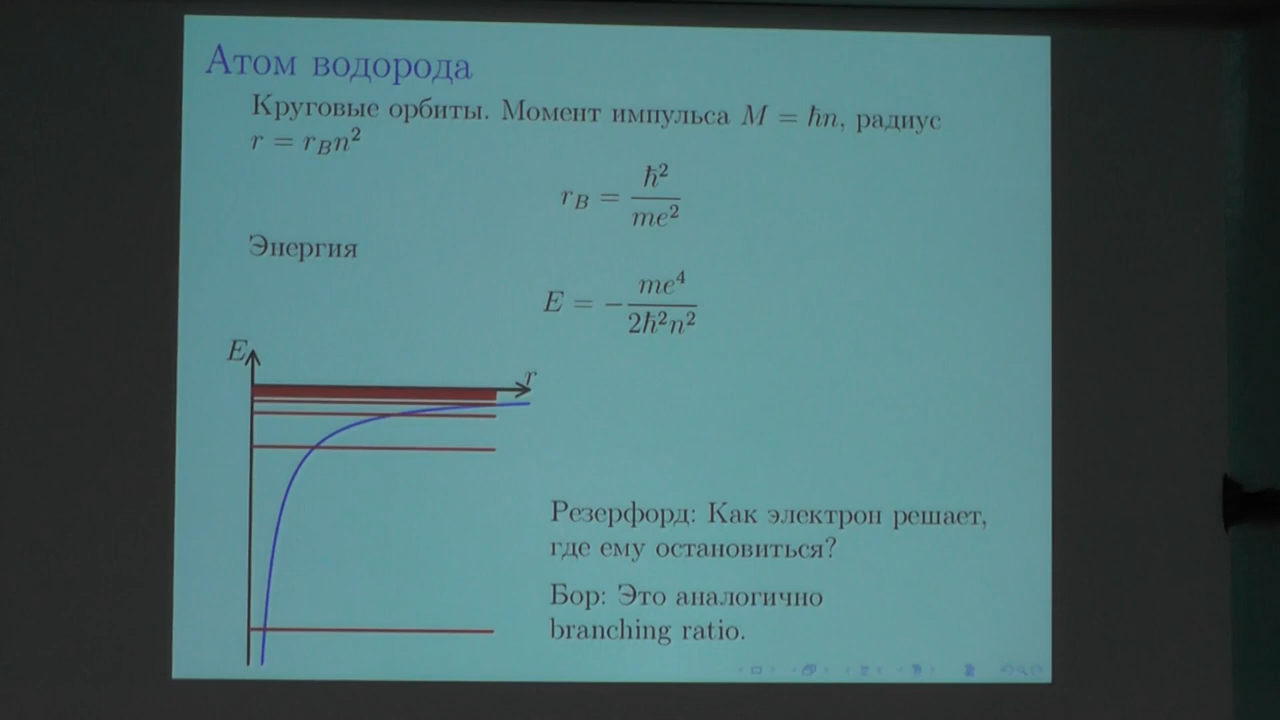 Атом водорода
Круговые орбиты. Момент импульса M = ħn, радиус
r = r_B n²
r_B = ħ² / me²
Энергия
E = − me⁴ / 2ħ²n²
E
r
Резерфорд: Как электрон решает,
где ему остановиться?
Бор: Это аналогично
branching ratio.